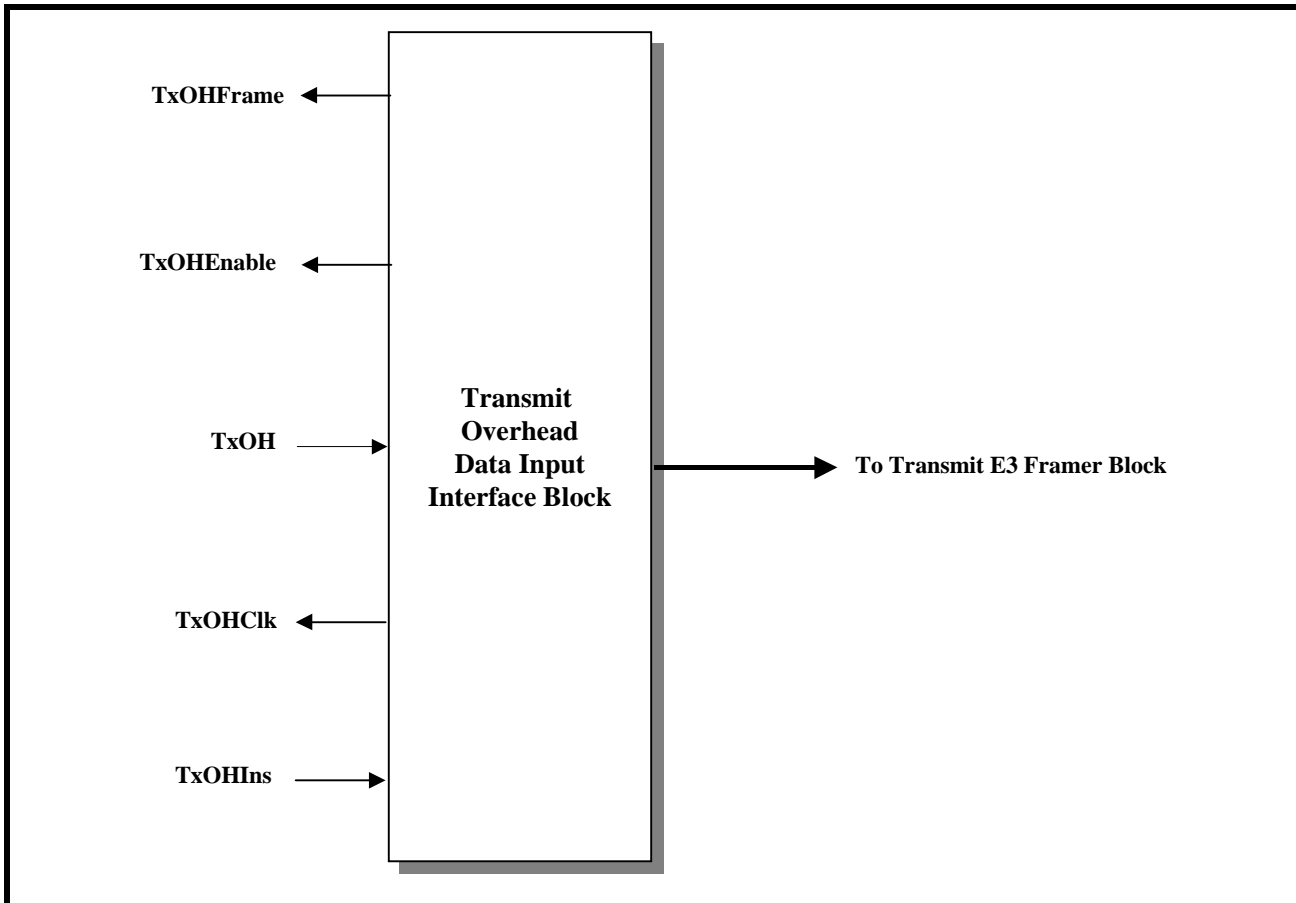 TxOHFrame
TxOHEnable
TxOH
TxOHClk
TxOHIns
Transmit
Overhead
Data Input
Interface Block
To Transmit E3 Framer Block